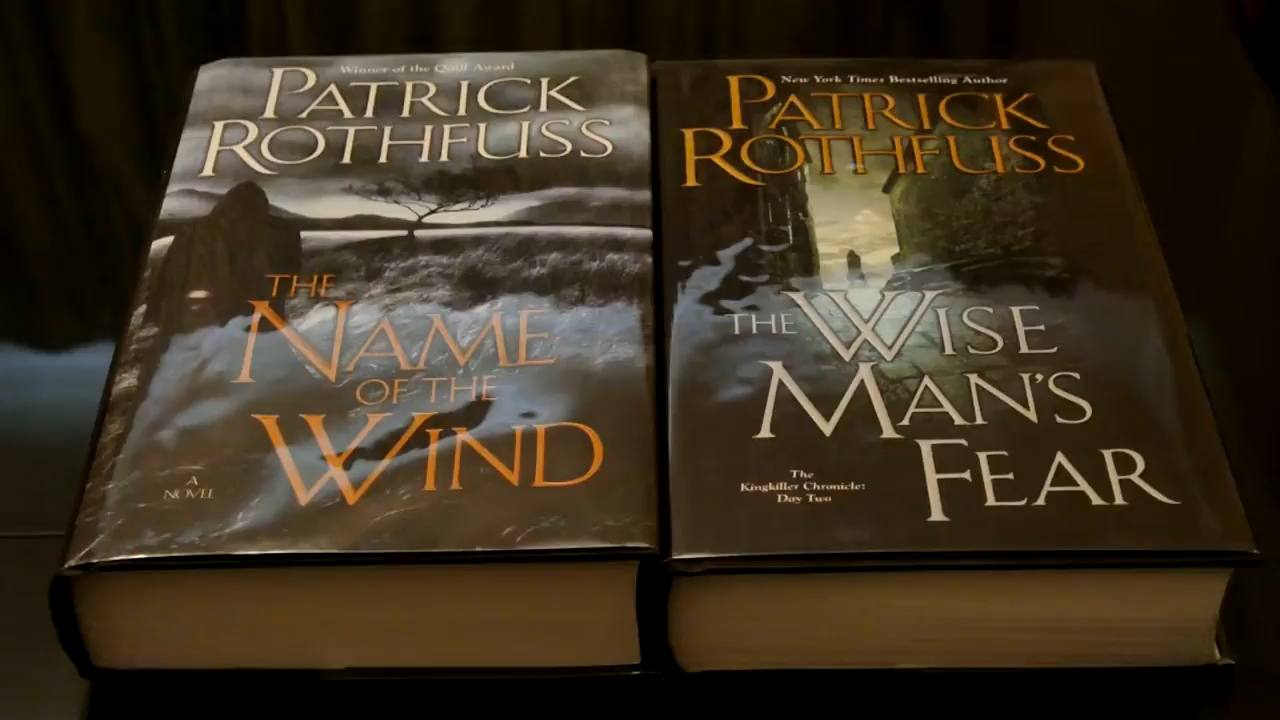 Winner of the Quill Award
PATRICK
ROTHFUSS
THE
NAME
OF THE
WIND
A
NOVEL
New York Times Bestselling Author
PATRICK
ROTHFUSS
THE WISE
MAN'S
FEAR
The
Kingkiller Chronicle:
Day Two